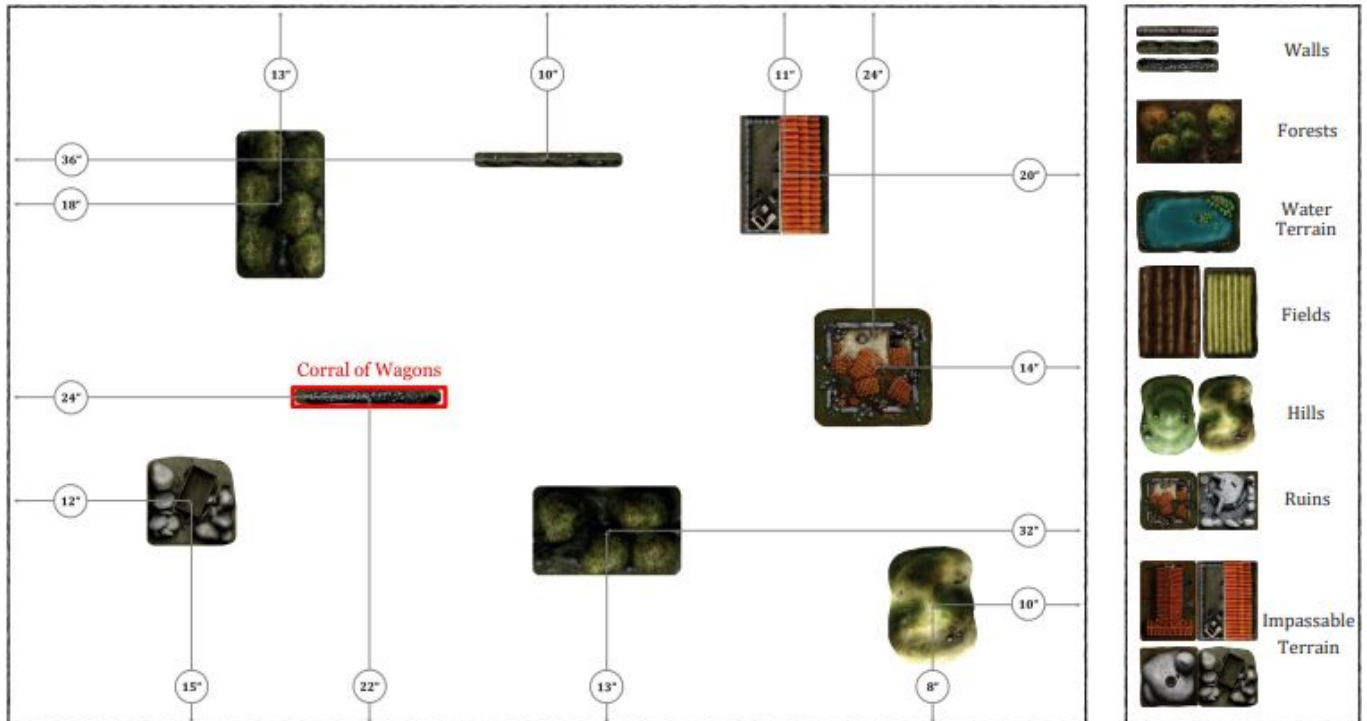 13"
10"
11"
24"
Walls
36"
18"
20"
Forests
Water
Terrain
Fields
Corral of Wagons
24"
14"
Hills
12"
32"
Ruins
10"
15"
22"
13"
8"
Impassable
Terrain